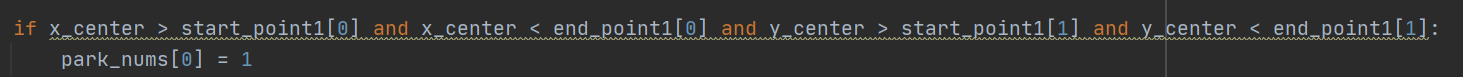 if x_center > start_point1[0] and x_center < end_point1[0] and y_center > start_point1[1] and y_center < end_point1[1]:
    park_nums[0] = 1